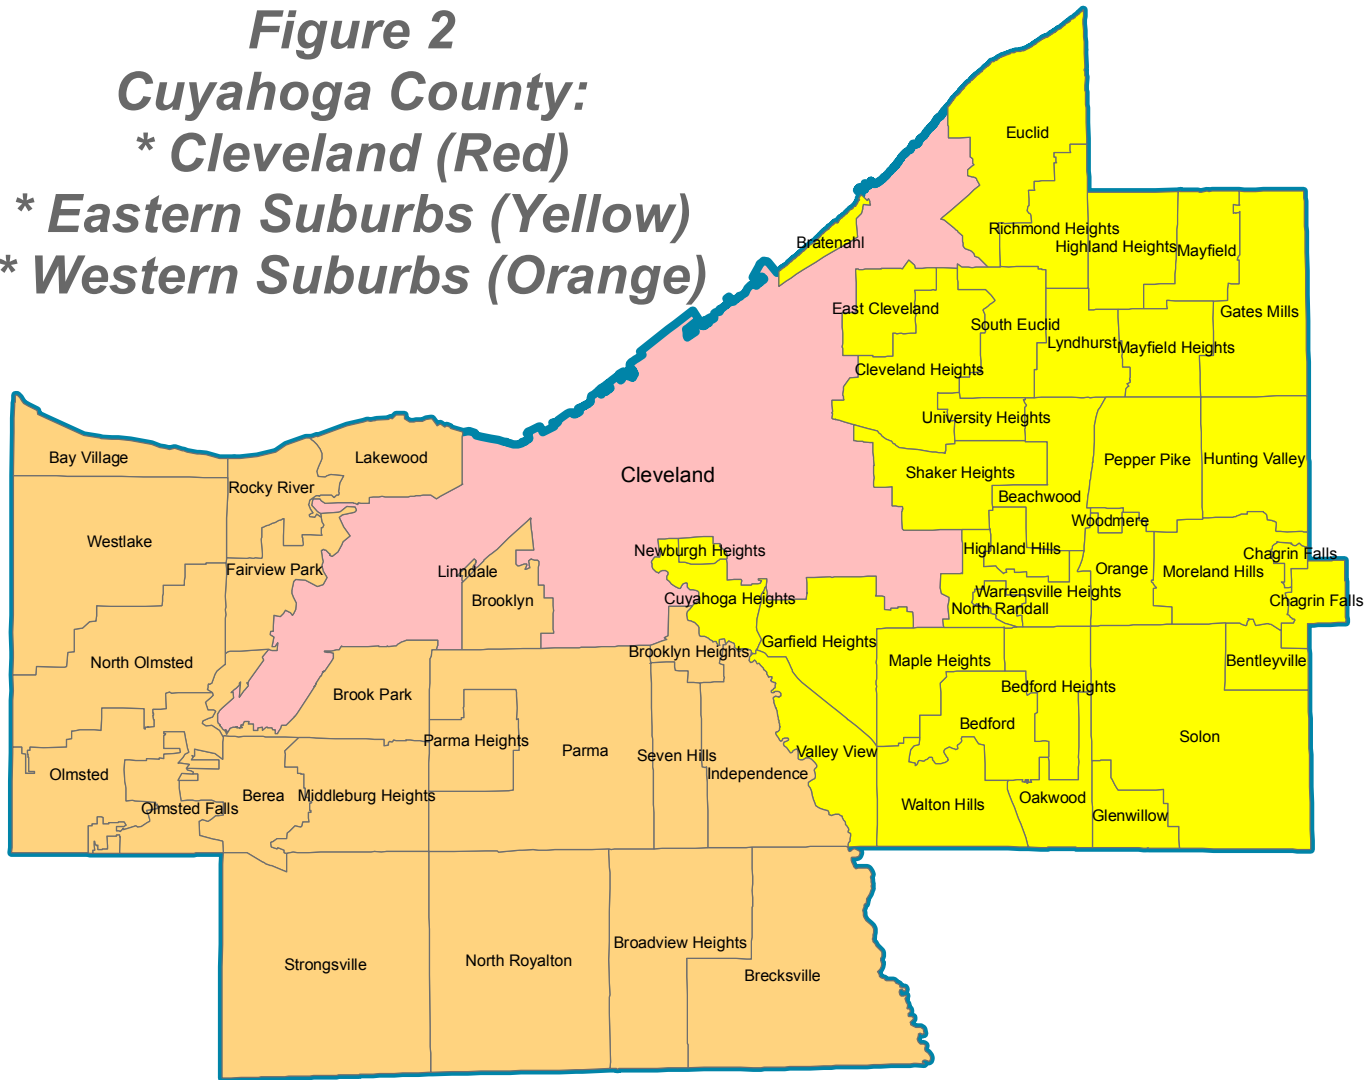 Figure 2
Cuyahoga County:
* Cleveland (Red)
* Eastern Suburbs (Yellow)
* Western Suburbs (Orange)
Euclid
Richmond Heights
Bratenahl
Highland Heights
Mayfield
East Cleveland
Gates Mills
South Euclid
Lyndhurst
Mayfield Heights
Cleveland Heights
University Heights
Bay Village
Lakewood
Pepper Pike
Hunting Valley
Shaker Heights
Cleveland
Rocky River
Beachwood
Woodmere
Westlake
Newburgh Heights
Highland Hills
Chagrin Falls
Fairview Park
Linndale
Orange
Moreland Hills
Warrensville Heights
Brooklyn
Cuyahoga Heights
Chagrin Falls
North Randall
Garfield Heights
Brooklyn Heights
North Olmsted
Maple Heights
Bentleyville
Bedford Heights
Brook Park
Bedford
Solon
Parma Heights
Parma
Valley View
Seven Hills
Independence
Olmsted
Berea
Middleburg Heights
Oakwood
Walton Hills
Olmsted Falls
Glenwillow
Broadview Heights
North Royalton
Strongsville
Brecksville